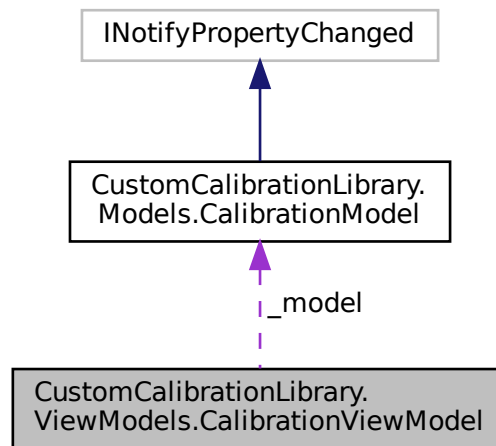 INotifyPropertyChanged
CustomCalibrationLibrary.
Models.CalibrationModel
_model
CustomCalibrationLibrary.
ViewModels.CalibrationViewModel